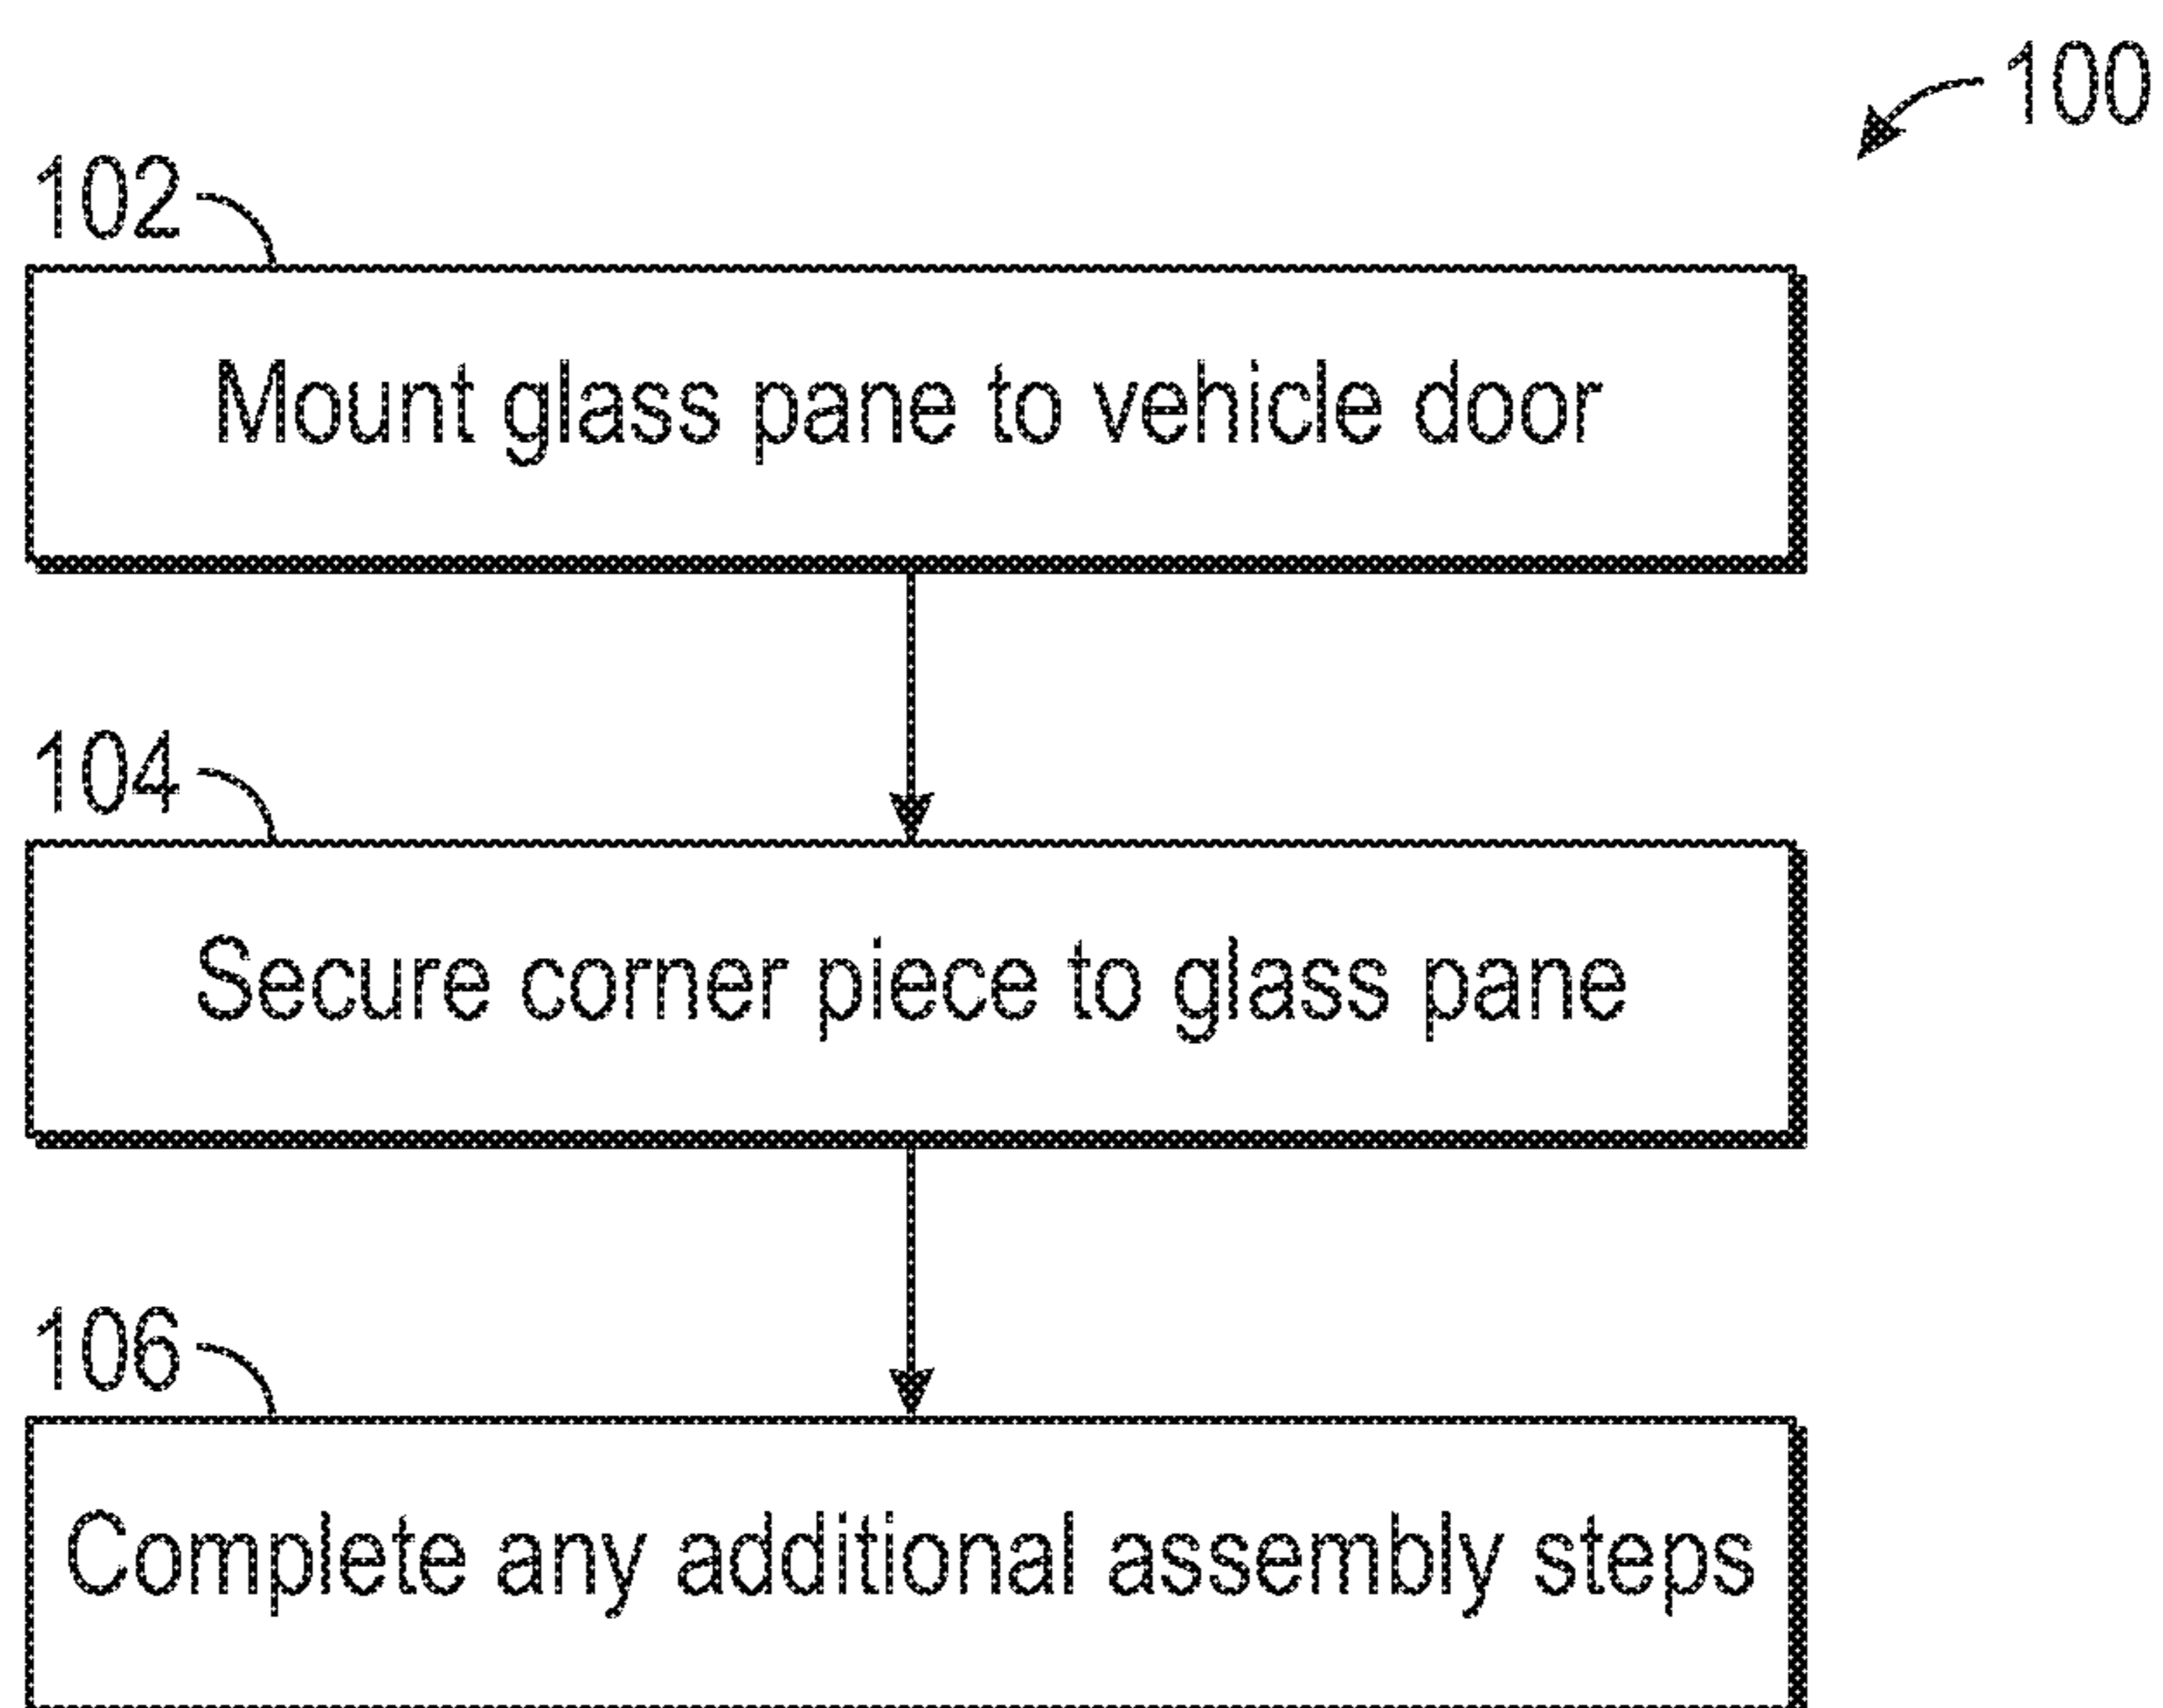 100
102
Mount glass pane to vehicle door
104
Secure corner piece to glass pane
106
Complete any additional assembly steps